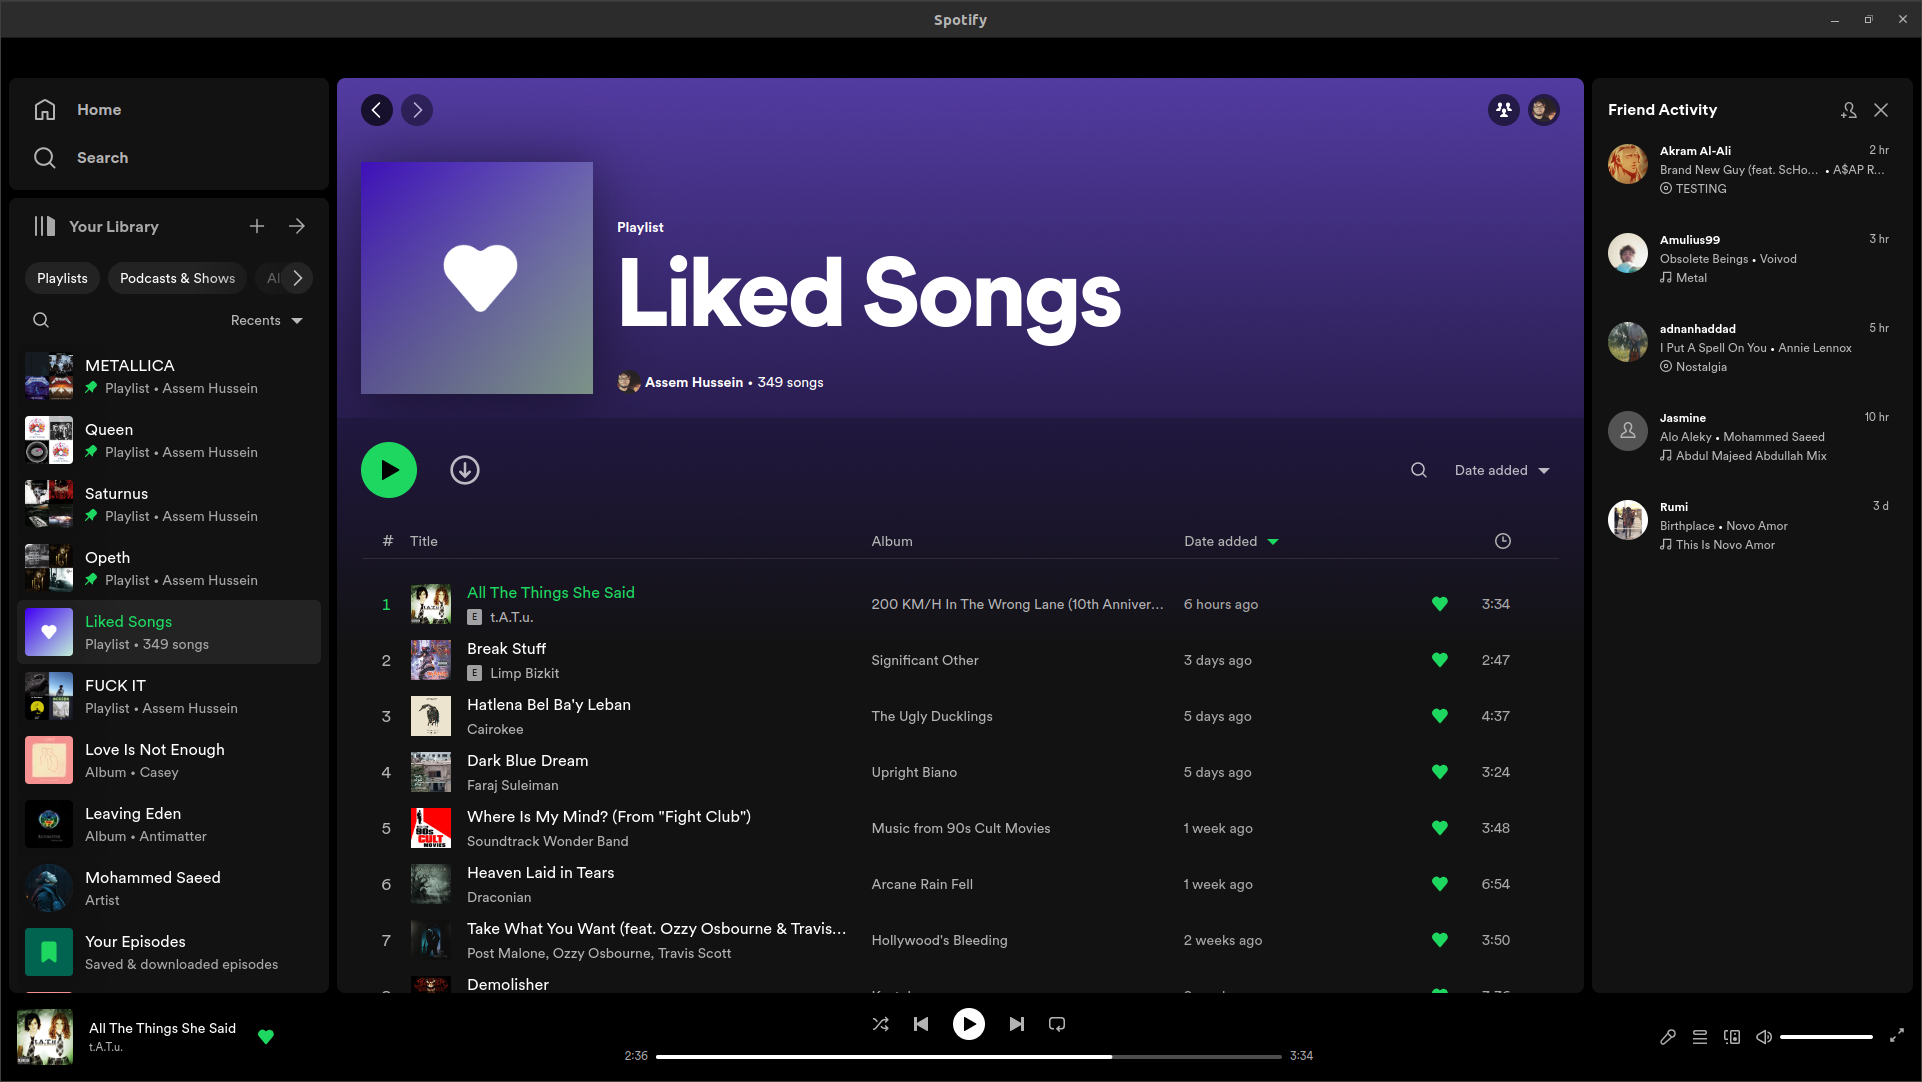 Spotify
Home
Search
Your Library
Playlists
Podcasts & Shows
Al
Recents
METALLICA
Playlist • Assem Hussein
Queen
Playlist • Assem Hussein
Saturnus
Playlist • Assem Hussein
Opeth
Playlist • Assem Hussein
Liked Songs
Playlist • 349 songs
FUCK IT
Playlist • Assem Hussein
Love Is Not Enough
Album • Casey
Leaving Eden
Album • Antimatter
Mohammed Saeed
Artist
Your Episodes
Saved & downloaded episodes
Playlist
Liked Songs
Assem Hussein • 349 songs
Date added
# Title Album Date added
1 All The Things She Said 200 KM/H In The Wrong Lane (10th Anniver... 6 hours ago 3:34
E t.A.T.u.
2 Break Stuff Significant Other 3 days ago 2:47
E Limp Bizkit
3 Hatlena Bel Ba'y Leban The Ugly Ducklings 5 days ago 4:37
Cairokee
4 Dark Blue Dream Upright Biano 5 days ago 3:24
Faraj Suleiman
5 Where Is My Mind? (From "Fight Club") Music from 90s Cult Movies 1 week ago 3:48
Soundtrack Wonder Band
6 Heaven Laid in Tears Arcane Rain Fell 1 week ago 6:54
Draconian
7 Take What You Want (feat. Ozzy Osbourne & Travis... Hollywood's Bleeding 2 weeks ago 3:50
Post Malone, Ozzy Osbourne, Travis Scott
Demolisher
Friend Activity
Akram Al-Ali 2 hr
Brand New Guy (feat. ScHo... • A$AP R...
TESTING
Amulius99 3 hr
Obsolete Beings • Voivod
Metal
adnanhaddad 5 hr
I Put A Spell On You • Annie Lennox
Nostalgia
Jasmine 10 hr
Alo Aleky • Mohammed Saeed
Abdul Majeed Abdullah Mix
Rumi 3 d
Birthplace • Novo Amor
This Is Novo Amor
All The Things She Said
t.A.T.u.
2:36 3:34